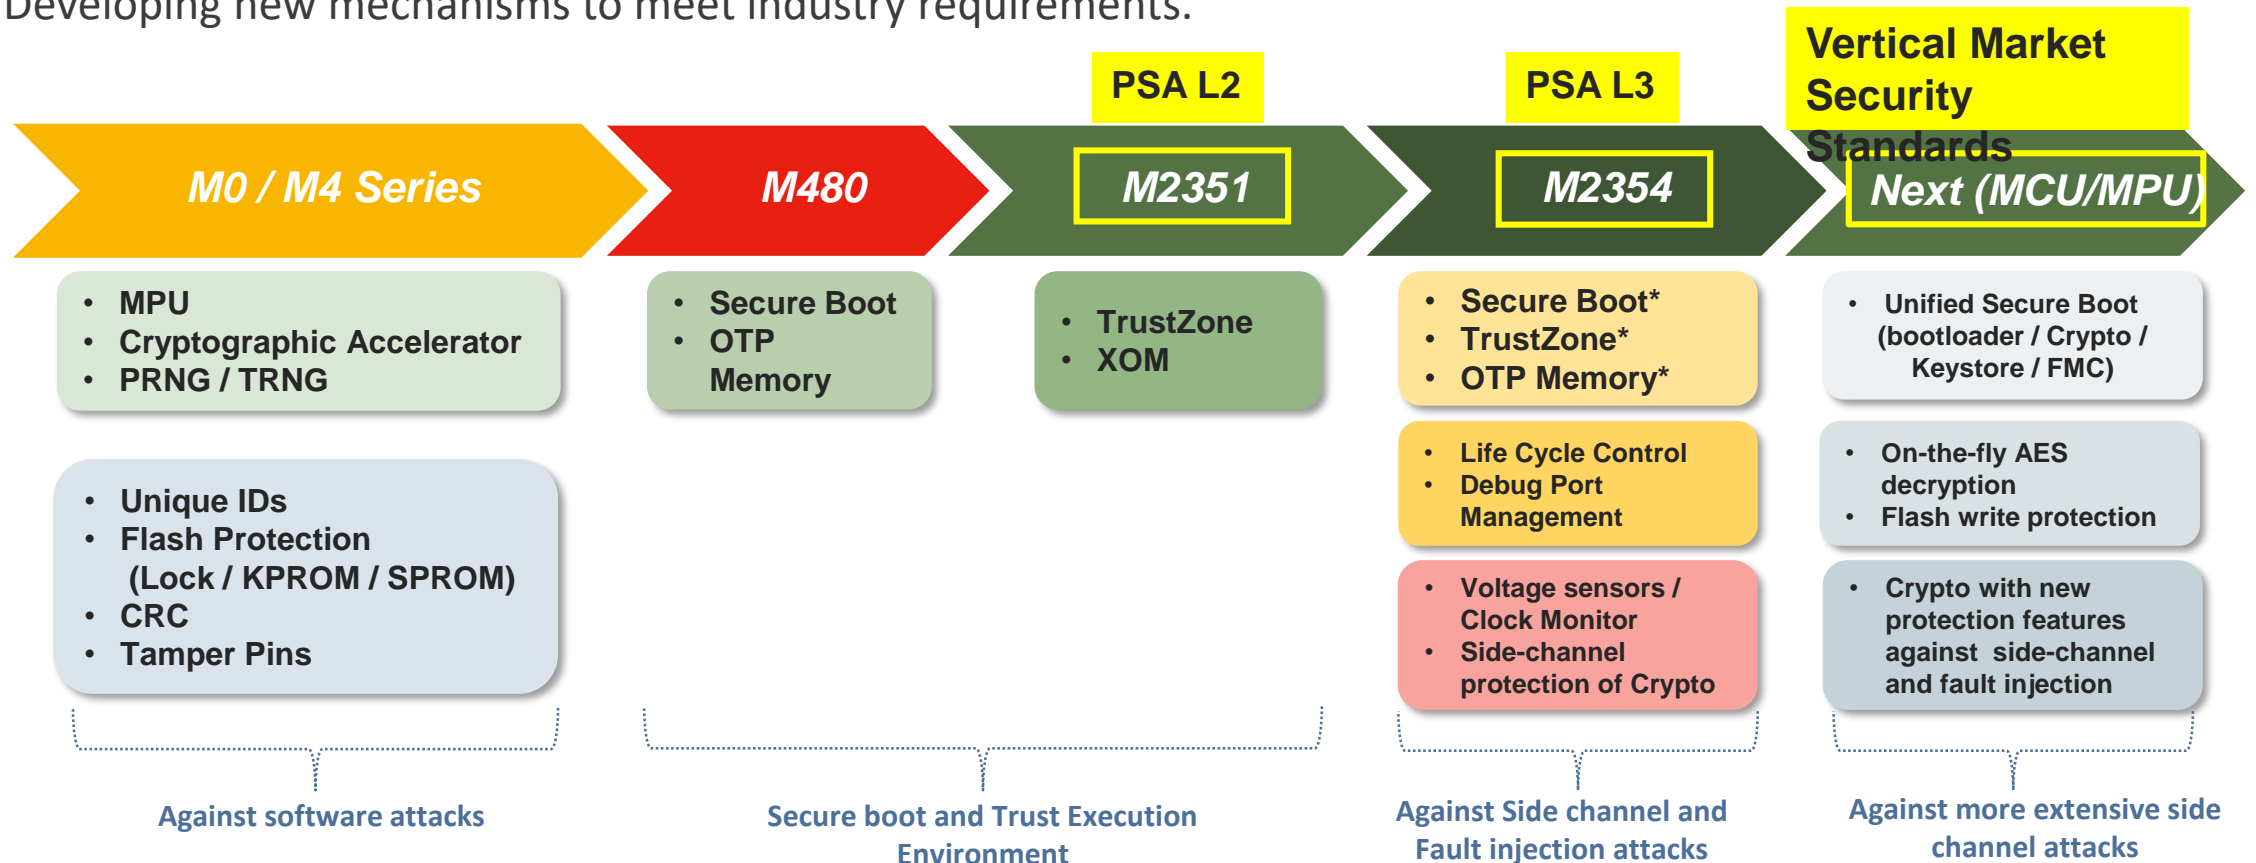 Developing new mechanisms to meet industry requirements.
PSA L2
PSA L3
Vertical Market
Security
Standards
M0 / M4 Series
M480
M2351
M2354
Next (MCU/MPU)
• MPU
• Cryptographic Accelerator
• PRNG / TRNG
• Unique IDs
• Flash Protection
(Lock / KPROM / SPROM)
• CRC
• Tamper Pins
• Secure Boot
• OTP
Memory
• TrustZone
• XOM
• Secure Boot*
• TrustZone*
• OTP Memory*
• Life Cycle Control
• Debug Port
Management
• Voltage sensors /
Clock Monitor
• Side-channel
protection of Crypto
• Unified Secure Boot
(bootloader / Crypto /
Keystore / FMC)
• On-the-fly AES
decryption
• Flash write protection
• Crypto with new
protection features
against side-channel
and fault injection
Against software attacks
Secure boot and Trust Execution
Environment
Against Side channel and
Fault injection attacks
Against more extensive side
channel attacks